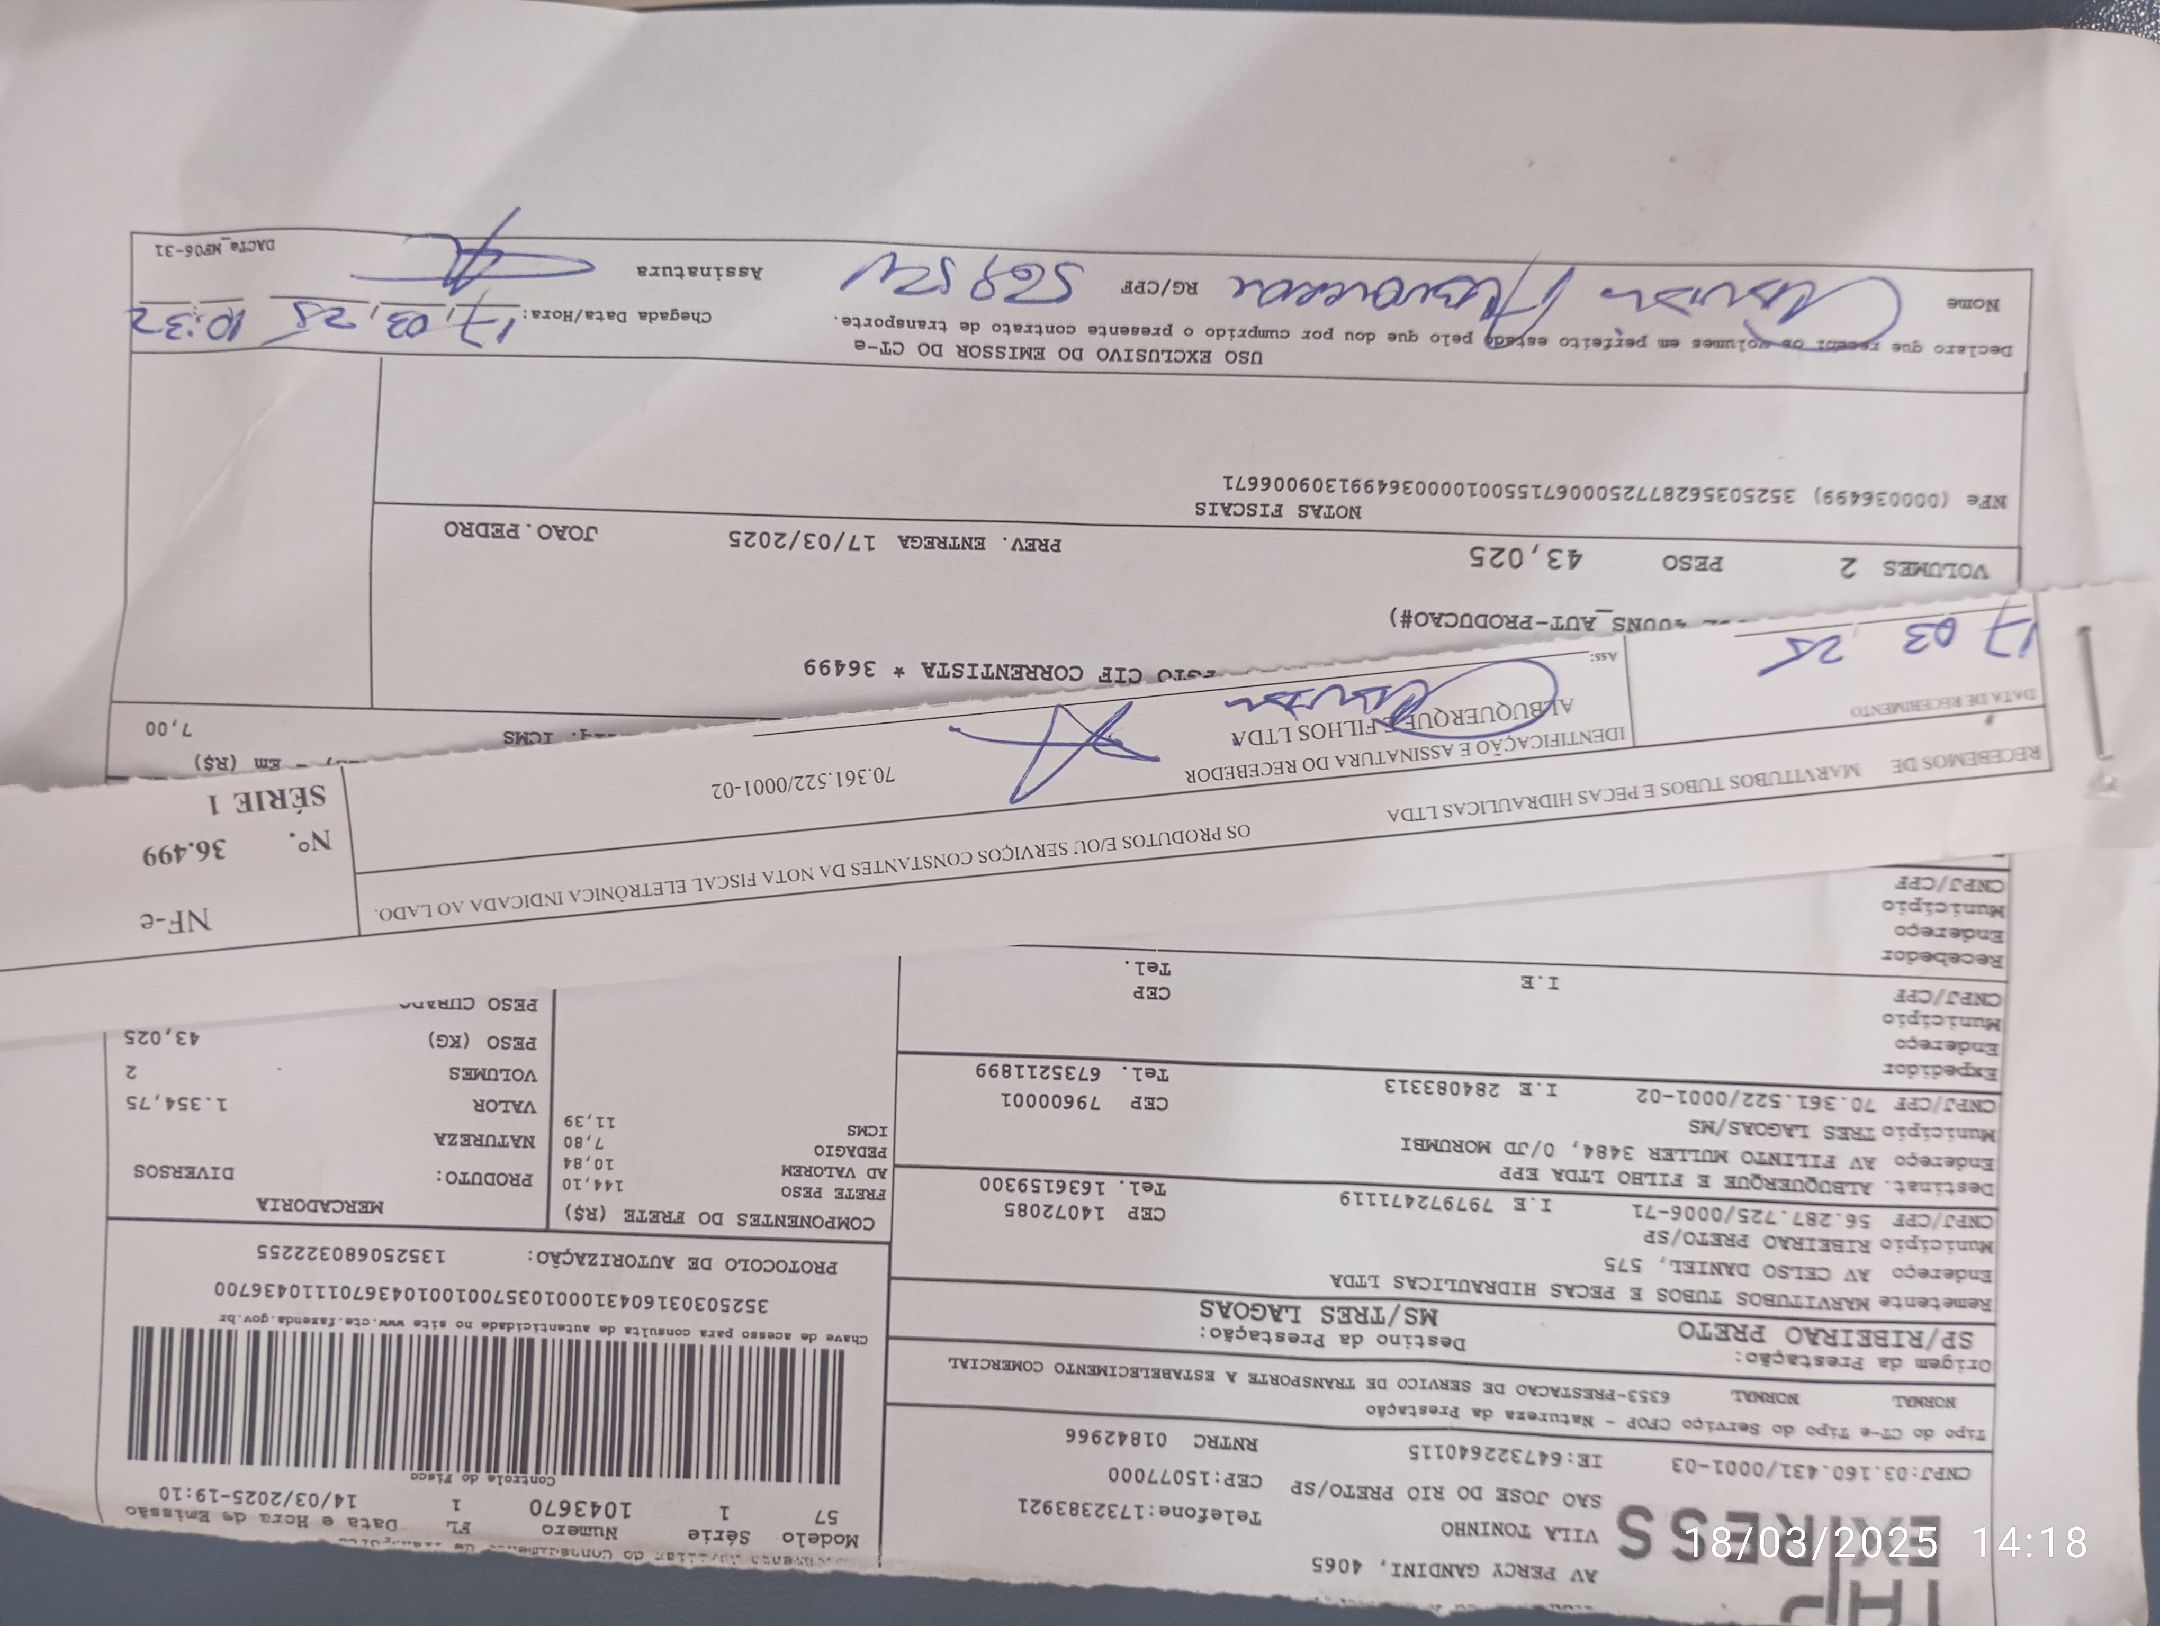 THP
EXPRESS
AV PERCY GANDINI, 4065
VILA TONINHO
SAO JOSE DO RIO PRETO/SP CEP:15077000
Telefone:1732383921
CNPJ:03.160.431/0001-03 IE:647322640115 RNTRC 01842966
Modelo Série Numero FL Data e Hora de Emissão
57 1 1043670 1 14/03/2025-19:10
Controle do Fisco
Chave de acesso para consulta de autenticidade no site www.cte.fazenda.gov.br
35250303160431000103570010010436701110436700
PROTOCOLO DE AUTORIZAÇÃO: 135250680322255
Tipo do CT-e Tipo do Serviço CFOP - Natureza da Prestação
NORMAL NORMAL 6353-PRESTACAO DE SERVICO DE TRANSPORTE A ESTABELECIMENTO COMERCIAL
Origem da Prestação: Destino da Prestação:
SP/RIBEIRAO PRETO MS/TRES LAGOAS
Remetente MARVITUBOS TUBOS E PECAS HIDRAULICAS LTDA
Endereço AV CELSO DANIEL, 575
Município RIBEIRAO PRETO/SP CEP 14072085
CNPJ/CPF 56.287.725/0006-71 I.E 797972471119 Tel. 1636159300
Destinat. ALBUQUERQUE E FILHO LTDA EPP
Endereço AV FILINTO MULLER 3484, 0/JD MORUMBI
Município TRES LAGOAS/MS CEP 79600001
CNPJ/CPF 70.361.522/0001-02 I.E 284083313 Tel. 6735211899
Expedidor
Endereço
Município CEP
CNPJ/CPF I.E Tel.
Recebedor
Endereço
Município
CNPJ/CPF
COMPONENTES DO FRETE (R$)
FRETE PESO 144,10
AD VALOREM 10,84
PEDAGIO 7,80
ICMS 11,39
MERCADORIA
PRODUTO: DIVERSOS
NATUREZA
VALOR 1.354,75
VOLUMES 2
PESO (KG) 43,025
PESO CUBADO
RECEBEMOS DE MARVITUBOS TUBOS E PECAS HIDRAULICAS LTDA OS PRODUTOS E/OU SERVIÇOS CONSTANTES DA NOTA FISCAL ELETRÔNICA INDICADA AO LADO.
NF-e
Nº. 36.499
SÉRIE 1
DATA DE RECEBIMENTO
17 03 25
IDENTIFICAÇÃO E ASSINATURA DO RECEBEDOR
ALBUQUERQUE E FILHOS LTDA 70.361.522/0001-02
Ass:
ICMS
- Em (R$)
7,00
CIF CORRENTISTA * 36499
AUT-PRODUCAO#)
VOLUMES 2 PESO 43,025 PREV. ENTREGA 17/03/2025 JOAO.PEDRO
NOTAS FISCAIS
NFe (000036499) 35250356287725000671550010000364991309006671
USO EXCLUSIVO DO EMISSOR DO CT-e
Declaro que recebi os volumes em perfeito estado pelo que dou por cumprido o presente contrato de transporte.
Chegada Data/Hora: 17, 03, 25 10:32
Nome RG/CPF Assinatura
DACTe_MP06-31
18/03/2025 14:18